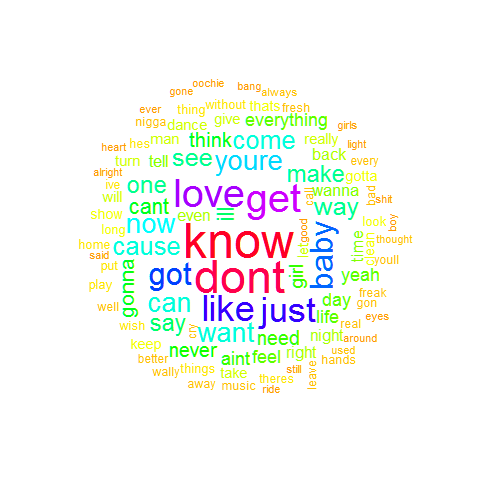 oochie bang
gone always
ever thing without thats fresh
nigga dance give everything girls
heart hes man think come really light
alright turn tell see youre back every
ive one love get make gotta
will cant even ill wanna call bad shit
show now know good way boy
long cause let baby look
home gonna dont girl time clean thought
said put got yeah youll
play can like just day freak
well say want need life gon
wish cry night real eyes
keep never aint feel right around
better things still hands used
wally take theres leave
away music ride